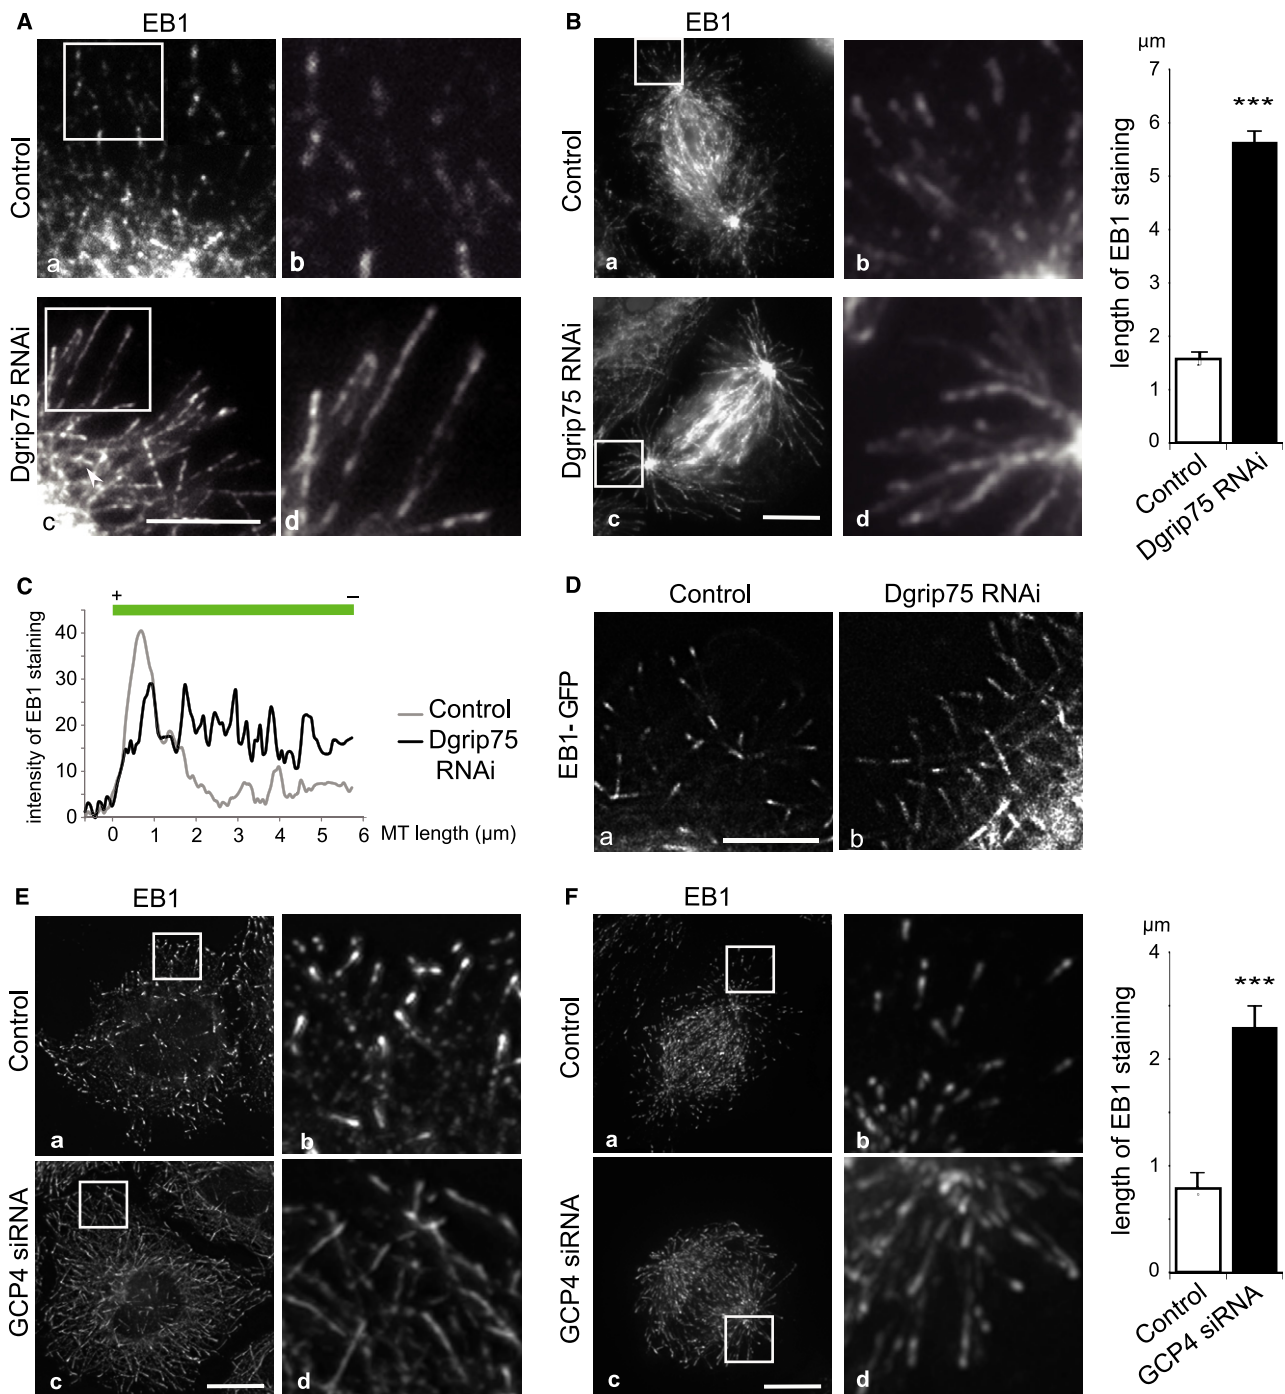 A
EB1
Control
a
b
Dgrip75 RNAi
c
d
B
EB1
Control
a
b
Dgrip75 RNAi
c
d
µm
7
6
5
4
3
2
1
0
length of EB1 staining
***
Control
Dgrip75 RNAi
C
+
–
intensity of EB1 staining
40
30
20
10
0
0 1 2 3 4 5 6
MT length (µm)
Control
Dgrip75
RNAi
D
Control
Dgrip75 RNAi
EB1-GFP
a
b
E
EB1
Control
a
b
GCP4 siRNA
c
d
F
EB1
Control
a
b
GCP4 siRNA
c
d
µm
4
2
1
0
length of EB1 staining
***
Control
GCP4 siRNA